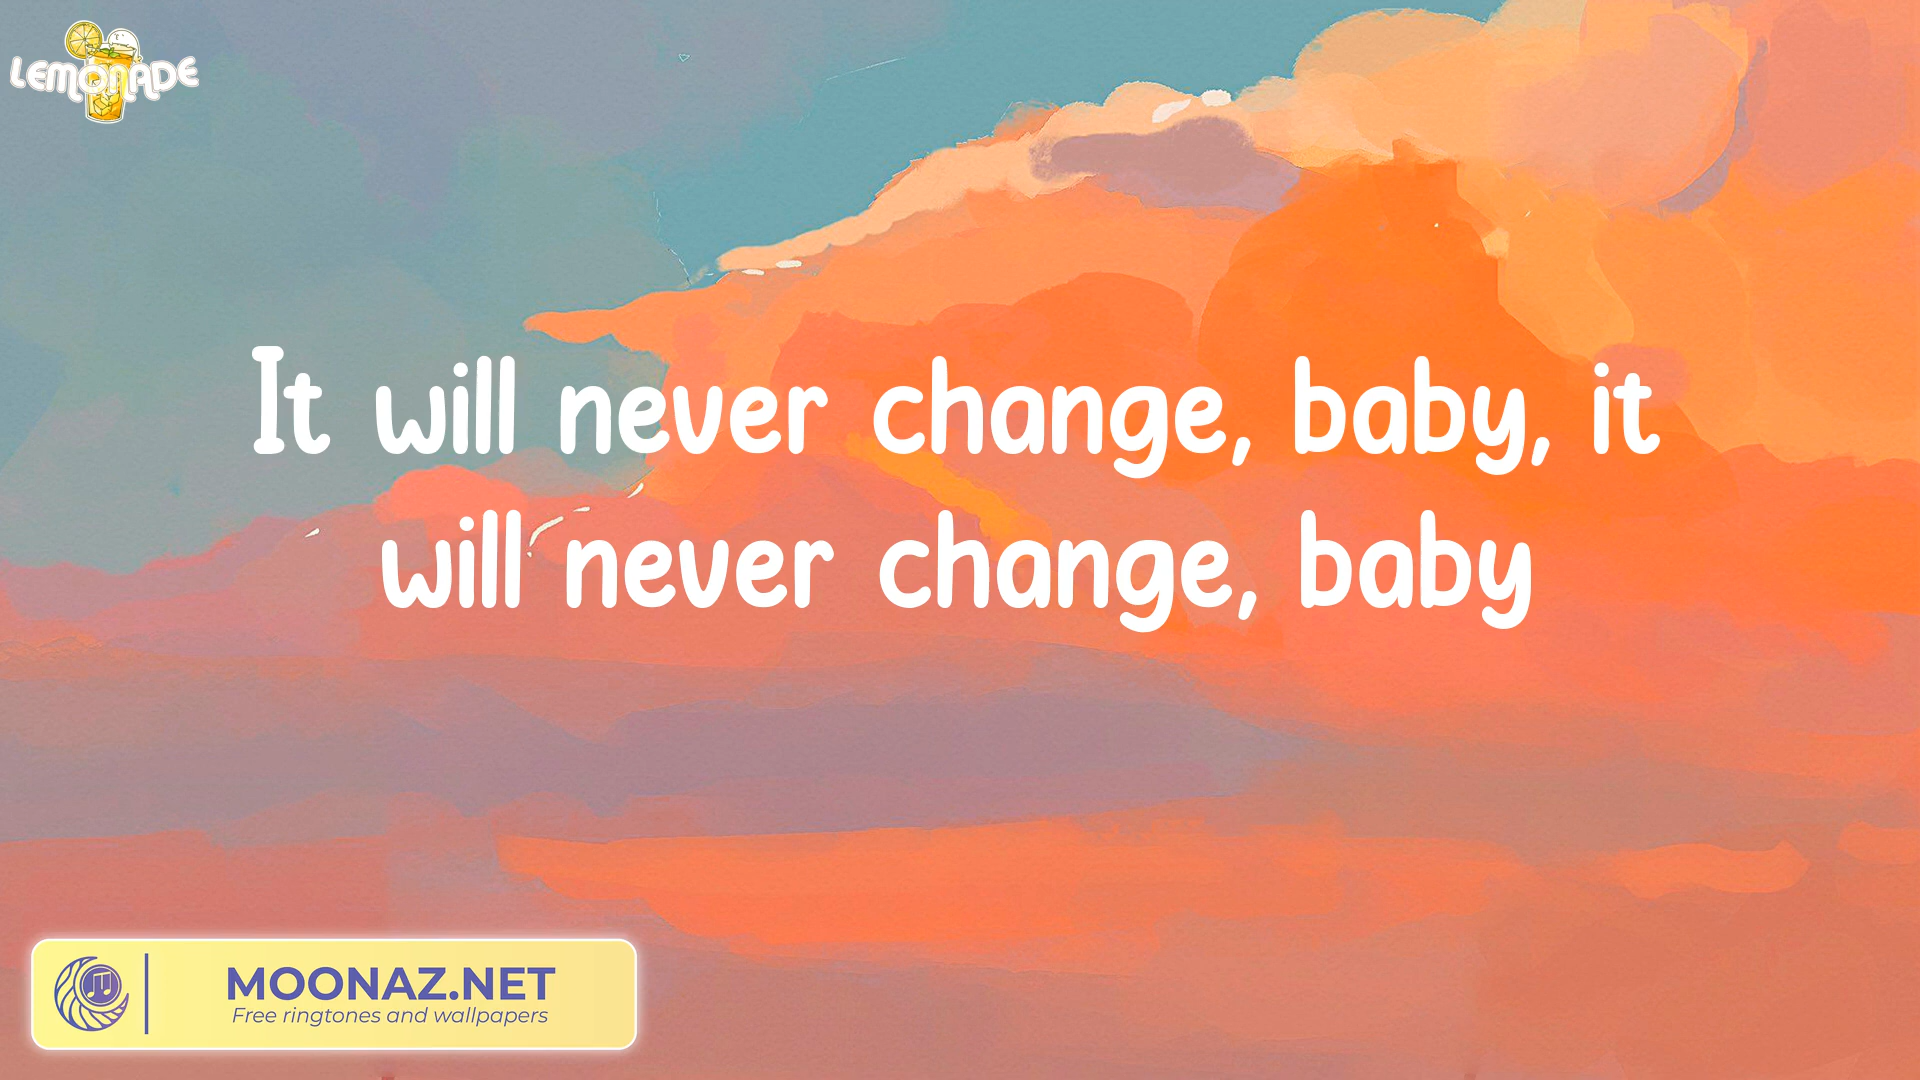 LEMONADE
It will never change, baby, it
will never change, baby
MOONAZ.NET
Free ringtones and wallpapers